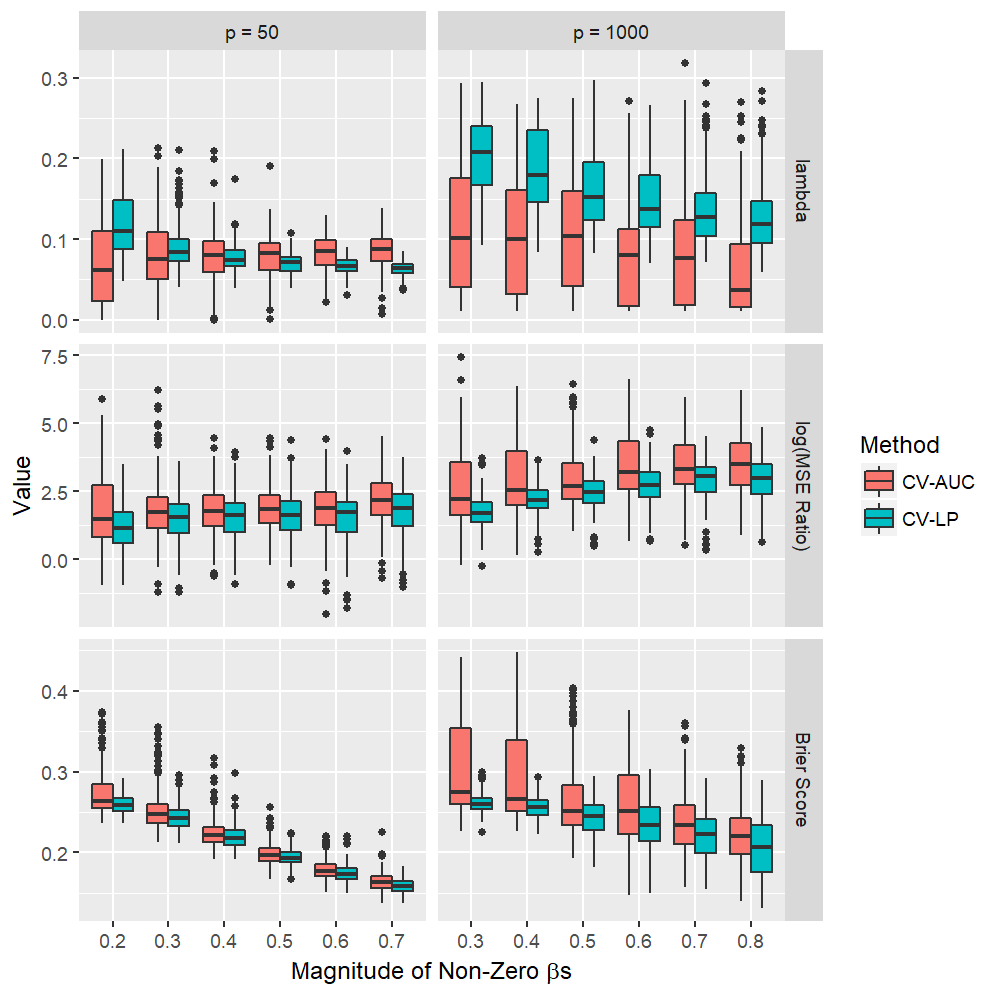 p = 50
p = 1000
0.3
0.2
0.1
0.0
lambda
7.5
5.0
2.5
0.0
log(MSE Ratio)
0.4
0.3
0.2
Brier Score
Value
0.2 0.3 0.4 0.5 0.6 0.7
0.3 0.4 0.5 0.6 0.7 0.8
Magnitude of Non-Zero βs
Method
CV-AUC
CV-LP